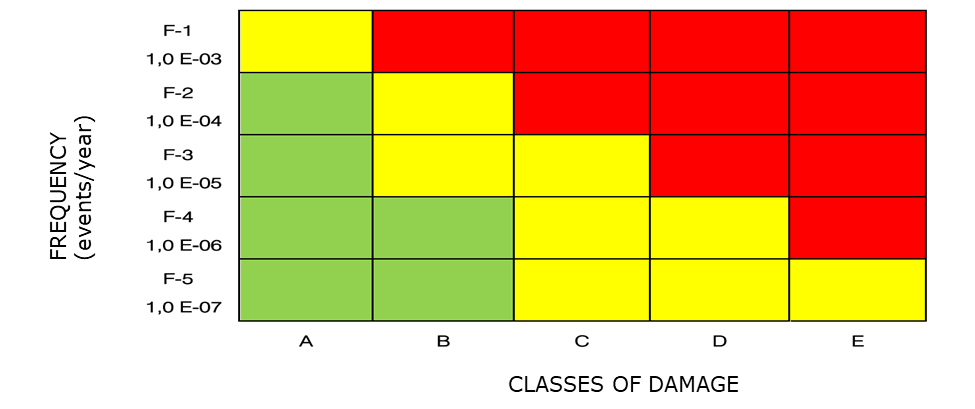 FREQUENCY
(events/year)
F-1
1,0 E-03
F-2
1,0 E-04
F-3
1,0 E-05
F-4
1,0 E-06
F-5
1,0 E-07
A B C D E
CLASSES OF DAMAGE